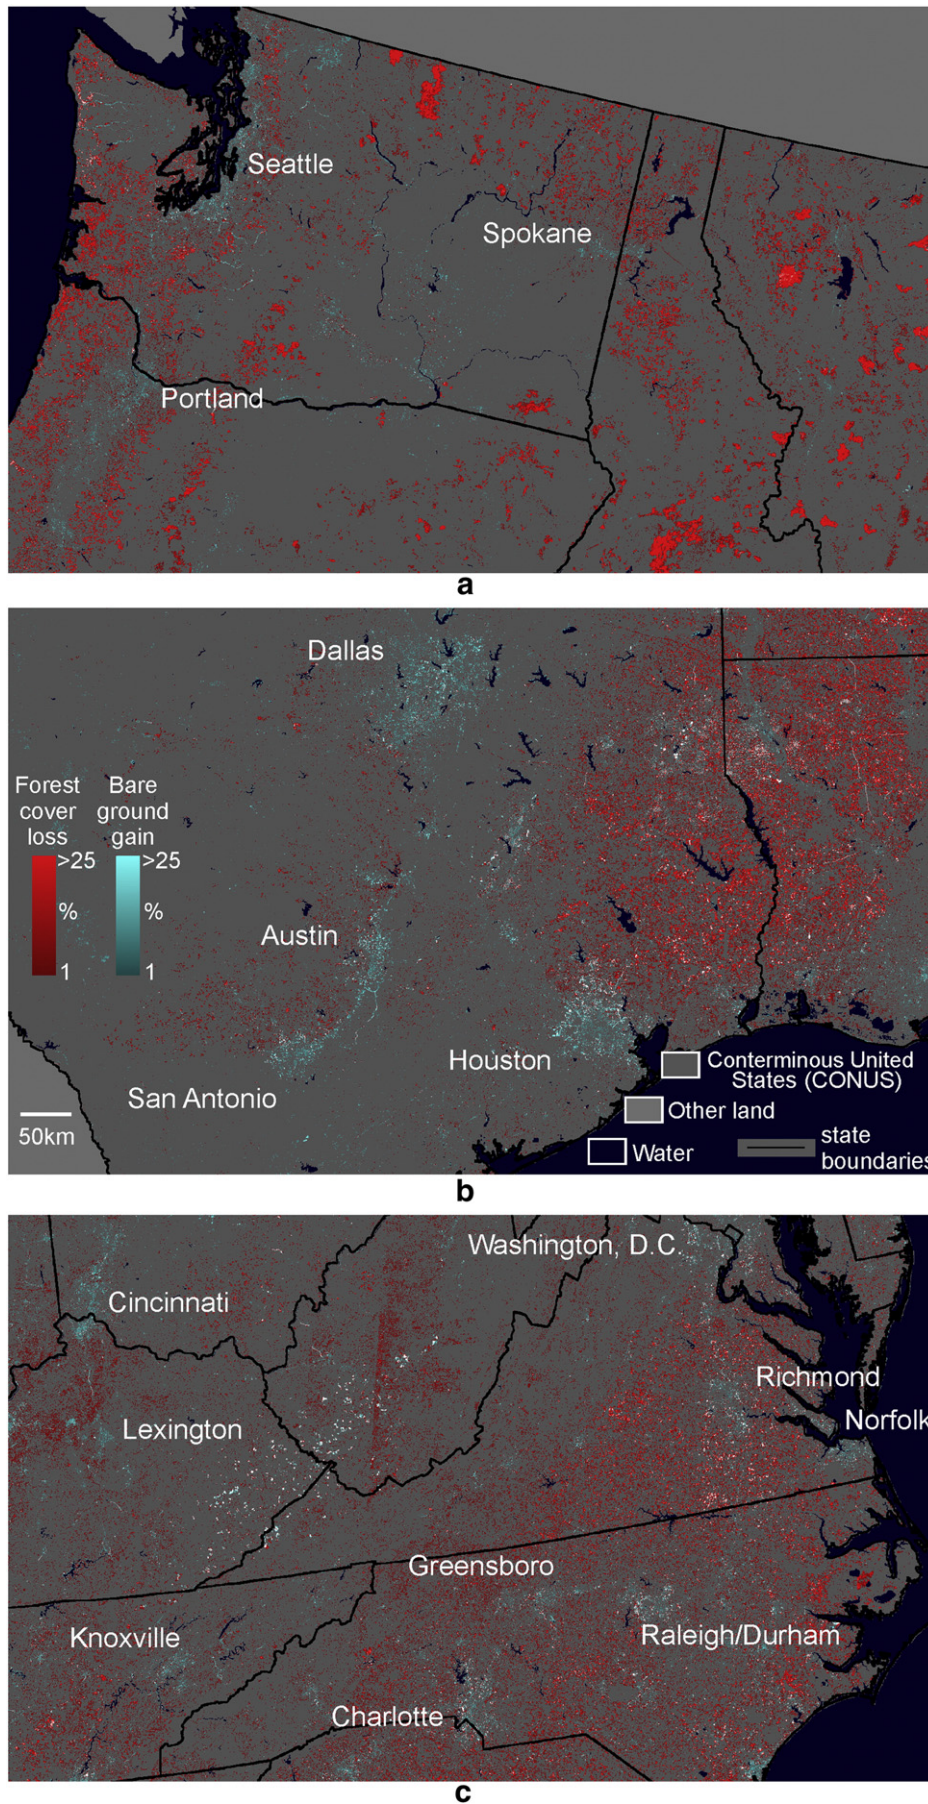 Seattle
Spokane
Portland
a
Dallas
Forest
cover
loss
Bare
ground
gain
>25
>25
%
%
1
1
Austin
Houston
San Antonio
50km
Conterminous United
States (CONUS)
Other land
Water
state
boundaries
b
Washington, D.C.
Cincinnati
Richmond
Lexington
Norfolk
Greensboro
Knoxville
Raleigh/Durham
Charlotte
c